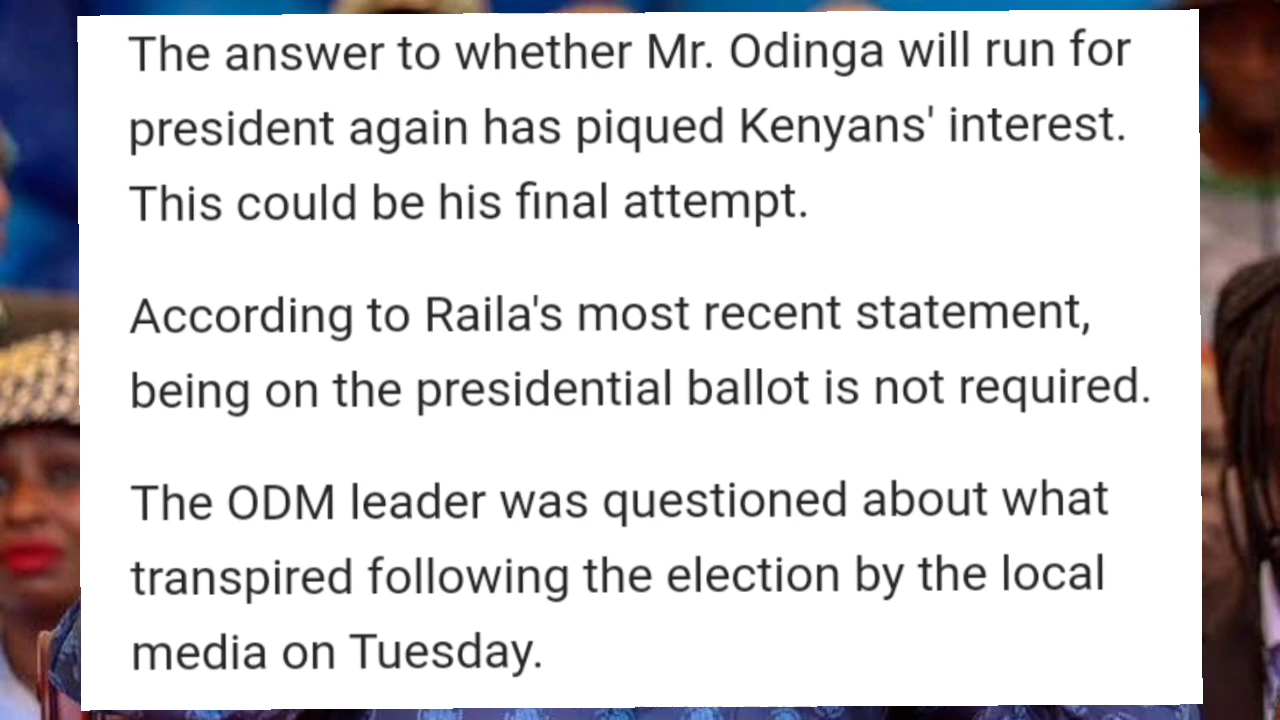 The answer to whether Mr. Odinga will run for
president again has piqued Kenyans' interest.
This could be his final attempt.
According to Raila's most recent statement,
being on the presidential ballot is not required.
The ODM leader was questioned about what
transpired following the election by the local
media on Tuesday.